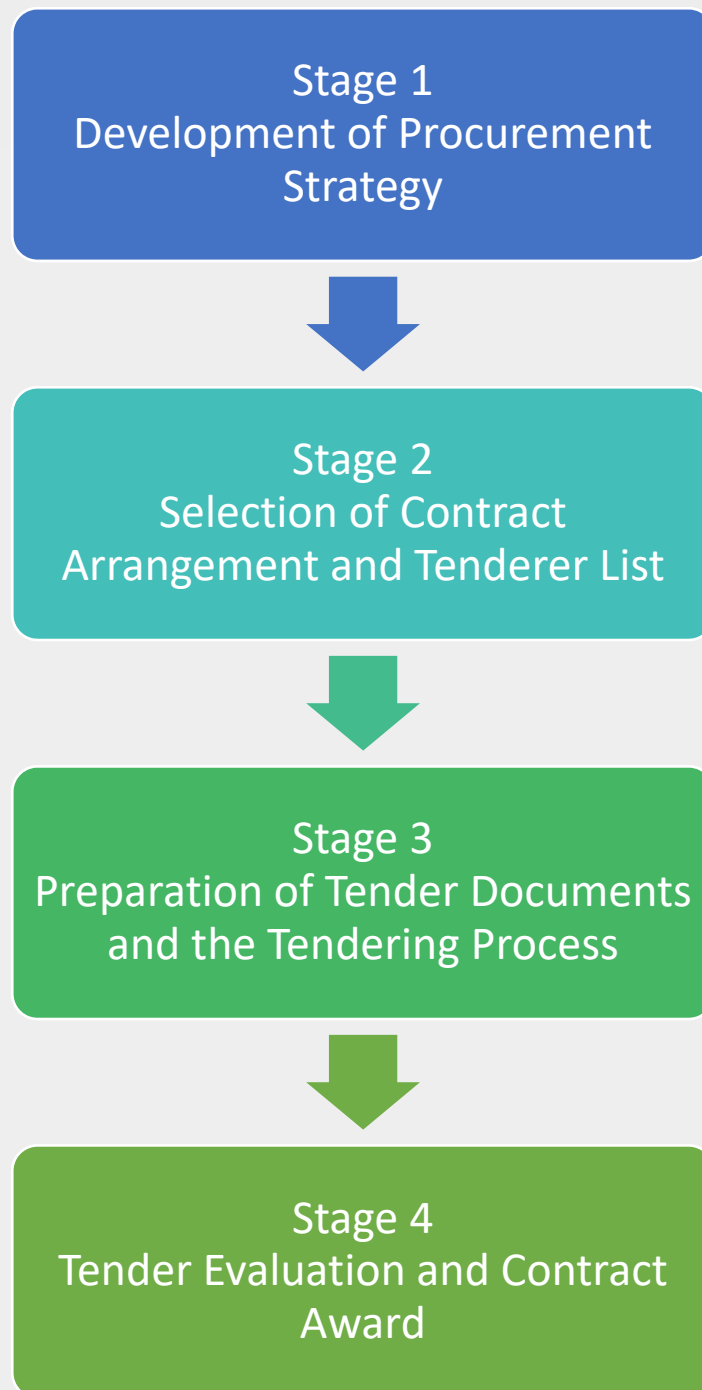 Stage 1
Development of Procurement
Strategy
Stage 2
Selection of Contract
Arrangement and Tenderer List
Stage 3
Preparation of Tender Documents
and the Tendering Process
Stage 4
Tender Evaluation and Contract
Award